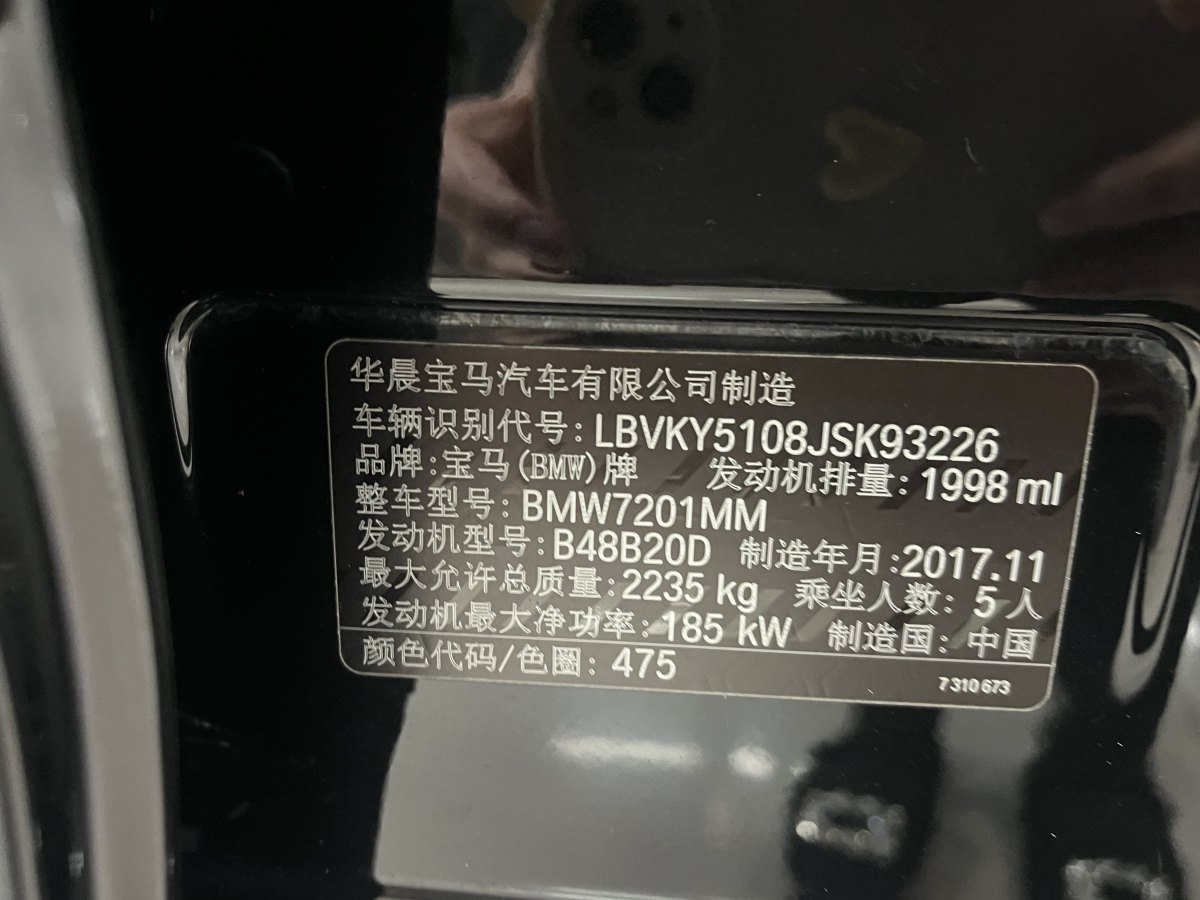 华晨宝马汽车有限公司制造
车辆识别代号: LBVKY5108JSK93226
品牌:宝马(BMW)牌 发动机排量: 1998 ml
整车型号: BMW7201MM
发动机型号: B48B20D 制造年月:2017.11
最大允许总质量: 2235 kg 乘坐人数: 5 人
发动机最大净功率: 185 kW 制造国: 中国
颜色代码/色圈: 475
7 310 673